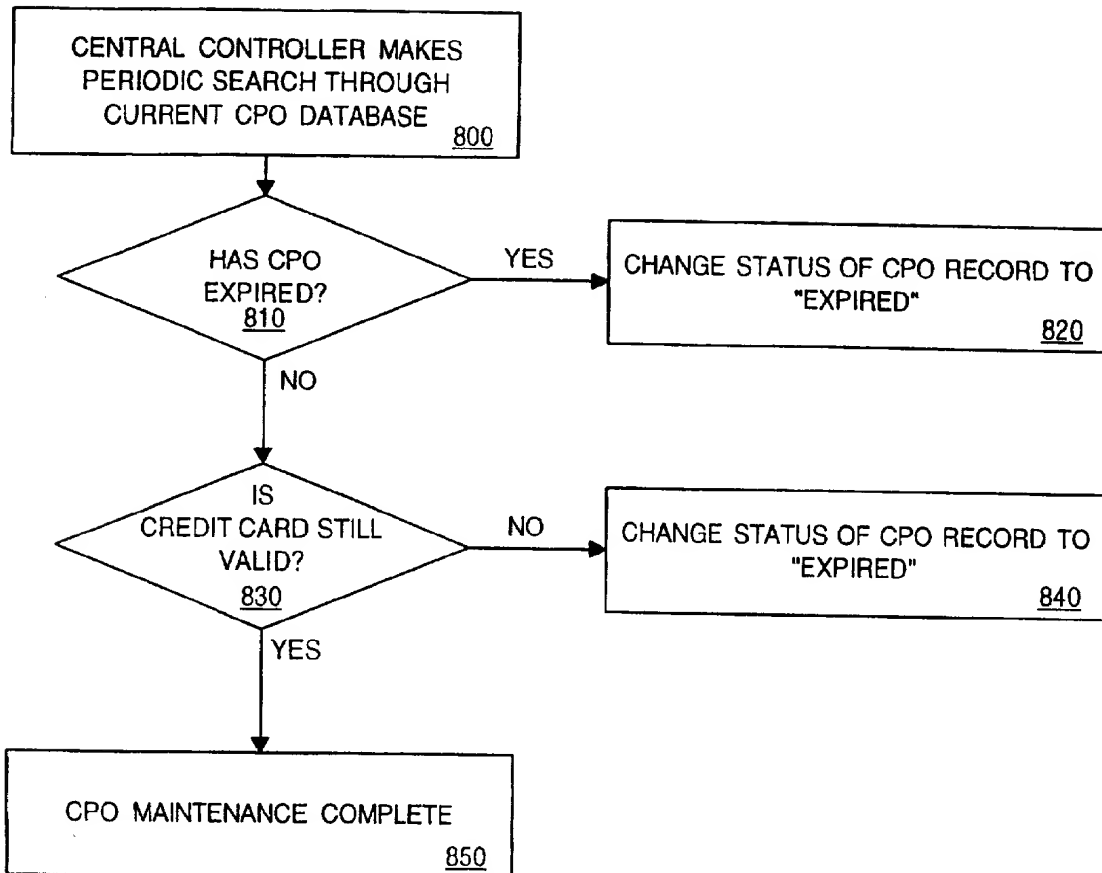 CENTRAL CONTROLLER MAKES
PERIODIC SEARCH THROUGH
CURRENT CPO DATABASE
800
HAS CPO
EXPIRED?
810
YES
CHANGE STATUS OF CPO RECORD TO
"EXPIRED"
820
NO
IS
CREDIT CARD STILL
VALID?
830
NO
CHANGE STATUS OF CPO RECORD TO
"EXPIRED"
840
YES
CPO MAINTENANCE COMPLETE
850